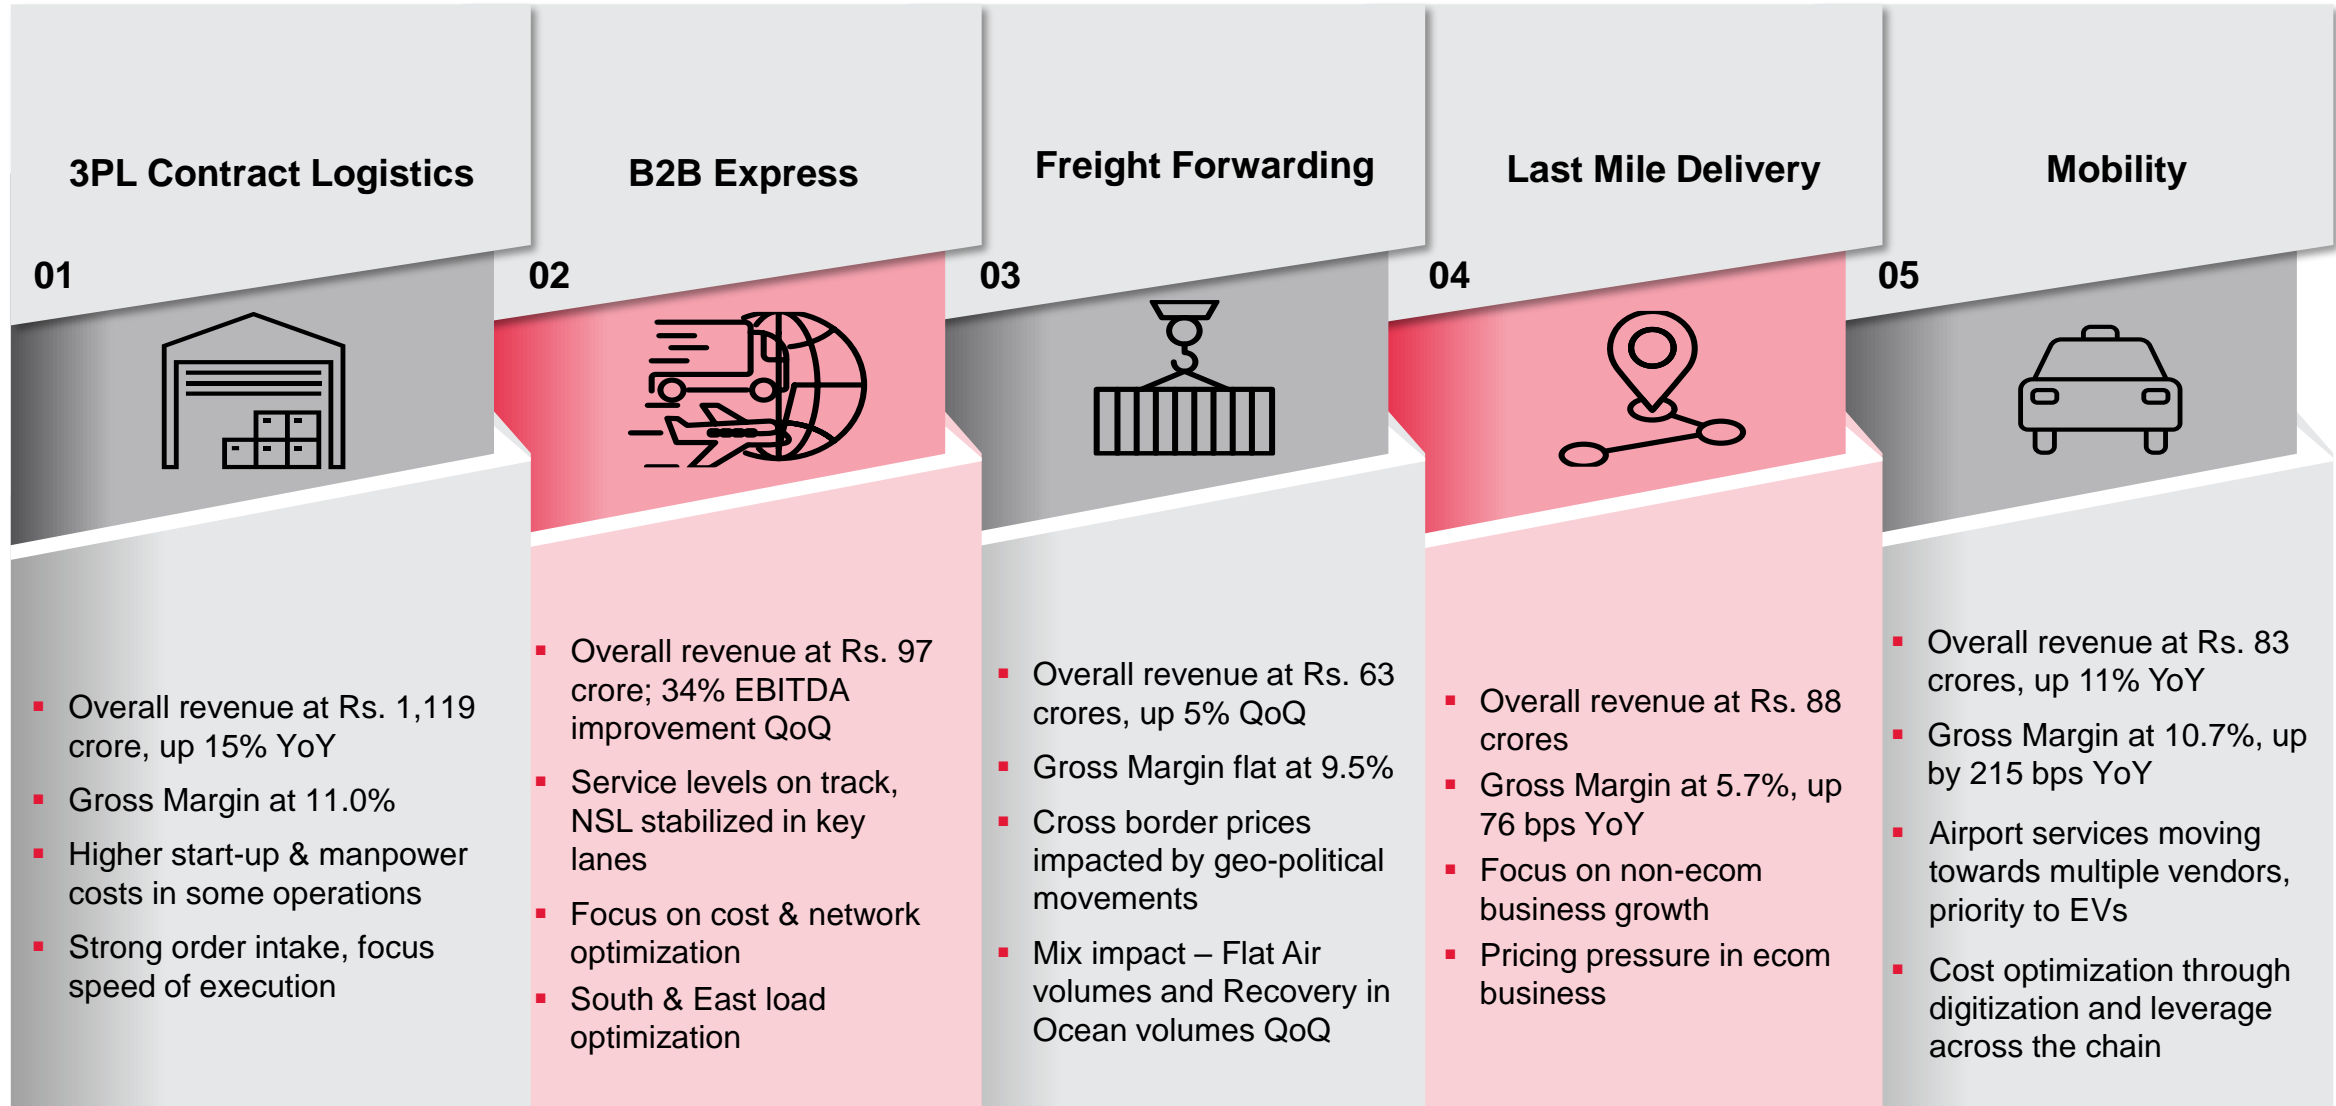 3PL Contract Logistics
01
▪ Overall revenue at Rs. 1,119
crore, up 15% YoY
▪ Gross Margin at 11.0%
▪ Higher start-up & manpower
costs in some operations
▪ Strong order intake, focus
speed of execution
B2B Express
02
▪ Overall revenue at Rs. 97
crore; 34% EBITDA
improvement QoQ
▪ Service levels on track,
NSL stabilized in key
lanes
▪ Focus on cost & network
optimization
▪ South & East load
optimization
Freight Forwarding
03
▪ Overall revenue at Rs. 63
crores, up 5% QoQ
▪ Gross Margin flat at 9.5%
▪ Cross border prices
impacted by geo-political
movements
▪ Mix impact – Flat Air
volumes and Recovery in
Ocean volumes QoQ
Last Mile Delivery
04
▪ Overall revenue at Rs. 88
crores
▪ Gross Margin at 5.7%, up
76 bps YoY
▪ Focus on non-ecom
business growth
▪ Pricing pressure in ecom
business
Mobility
05
▪ Overall revenue at Rs. 83
crores, up 11% YoY
▪ Gross Margin at 10.7%, up
by 215 bps YoY
▪ Airport services moving
towards multiple vendors,
priority to EVs
▪ Cost optimization through
digitization and leverage
across the chain